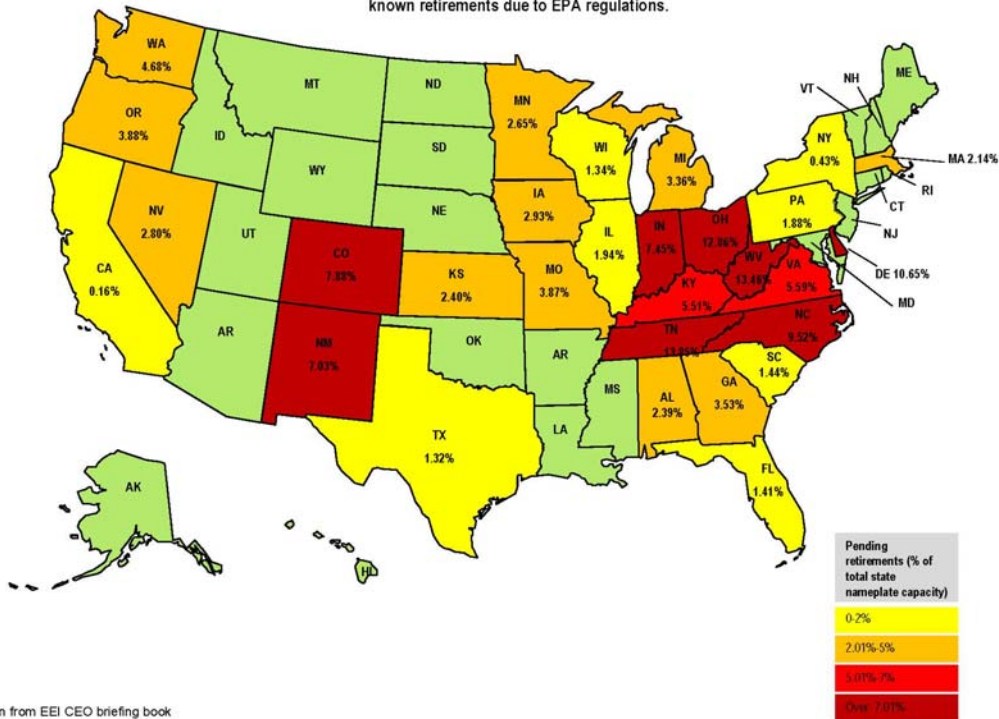 known retirements due to EPA regulations.
WA
4.68%
OR
3.88%
CA
0.16%
NV
2.80%
ID
MT
WY
UT
AR
CO
7.88%
NM
7.03%
ND
SD
NE
KS
2.40%
OK
TX
1.32%
MN
2.65%
IA
2.93%
MO
3.87%
AR
LA
WI
1.34%
IL
1.94%
MI
3.36%
IN
7.45%
OH
12.86%
KY
5.51%
WV
13.46%
VA
5.59%
TN
NC
9.52%
SC
1.44%
MS
AL
2.39%
GA
3.53%
FL
1.41%
PA
1.88%
NY
0.43%
VT
NH
ME
MA 2.14%
RI
CT
NJ
DE 10.65%
MD
AK
HI
Pending
retirements (% of
total state
nameplate capacity)
0-2%
2.01%-5%
5.01%-7%
Over 7.01%
n from EEI CEO briefing book